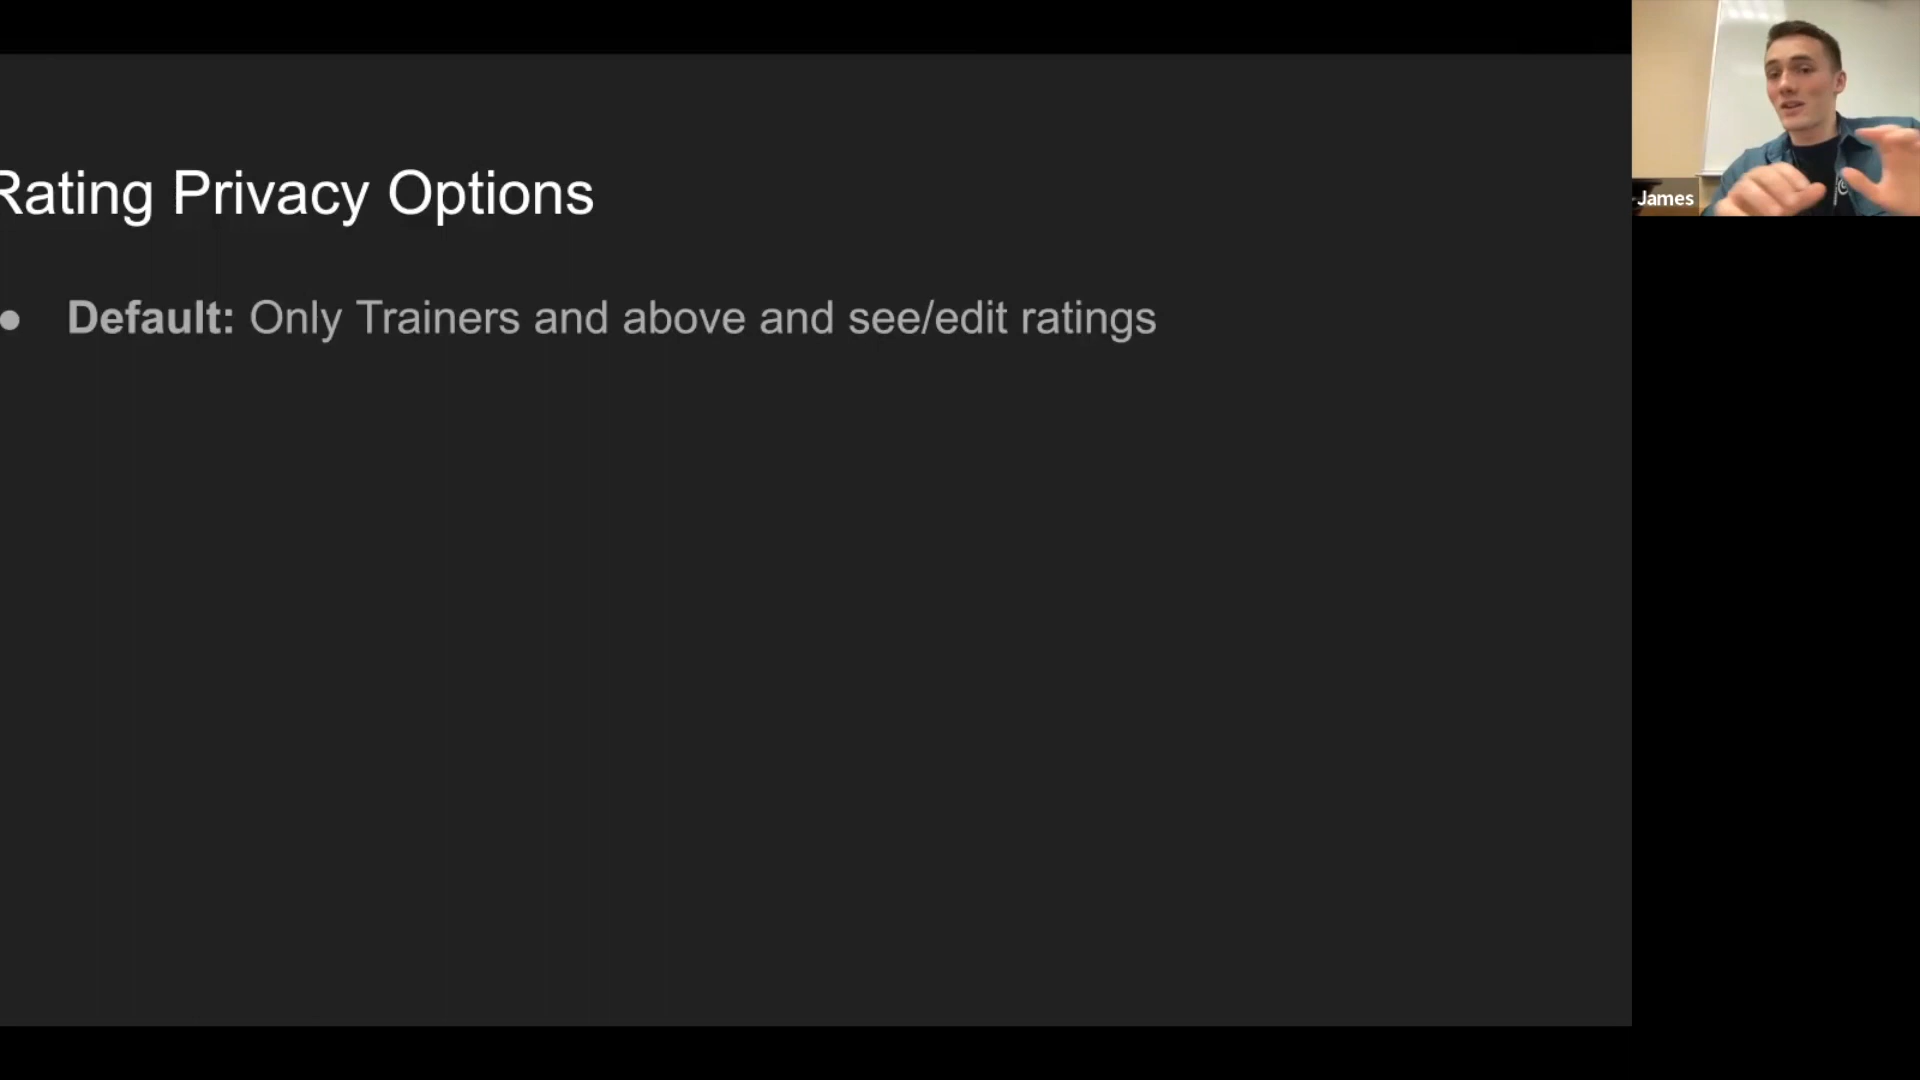 Rating Privacy Options
● Default: Only Trainers and above and see/edit ratings
James